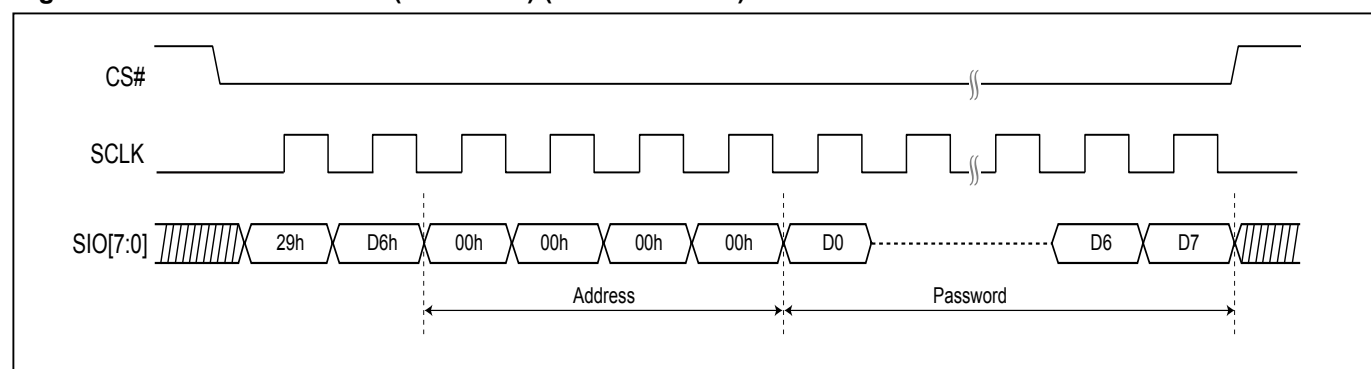 CS#
SCLK
SIO[7:0] 29h D6h 00h 00h 00h 00h D0 D6 D7
Address Password